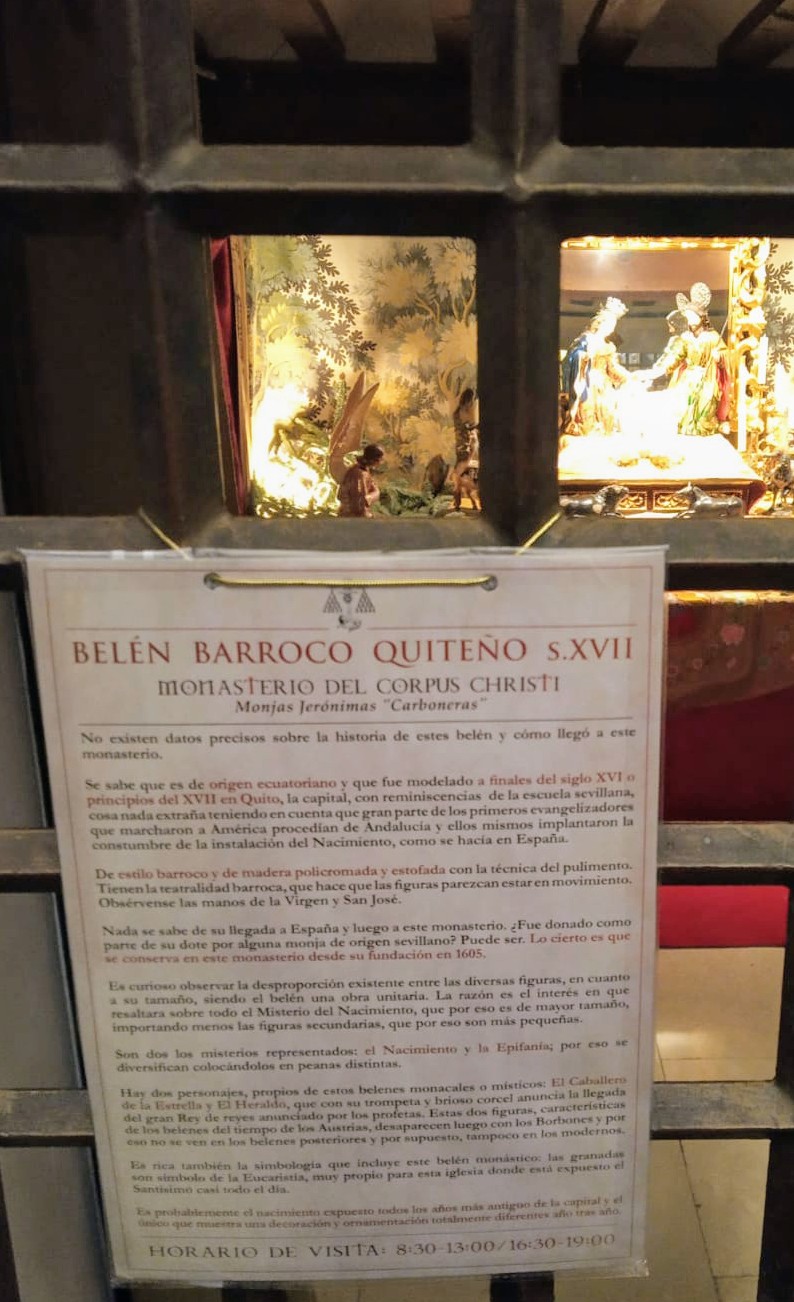 BELÉN BARROCO QUITEÑO S.XVII
MONASTERIO DEL CORPUS CHRISTI
Monjas Jerónimas "Carboneras"
No existen datos precisos sobre la historia de estes belén y cómo llegó a este
monasterio.
Se sabe que es de origen ecuatoriano y que fue modelado a finales del siglo XVI o
principios del XVII en Quito, la capital, con reminiscencias de la escuela sevillana,
cosa nada extraña teniendo en cuenta que gran parte de los primeros evangelizadores
que marcharon a América procedían de Andalucía y ellos mismos implantaron la
constumbre de la instalación del Nacimiento, como se hacía en España.
De estilo barroco y de madera policromada y estofada con la técnica del pulimento.
Tienen la teatralidad barroca, que hace que las figuras parezcan estar en movimiento.
Obsérvense las manos de la Virgen y San José.
Nada se sabe de su llegada a España y luego a este monasterio. ¿Fue donado como
parte de su dote por alguna monja de origen sevillano? Puede ser. Lo cierto es que
se conserva en este monasterio desde su fundación en 1605.
Es curioso observar la desproporción existente entre las diversas figuras, en cuanto
a su tamaño, siendo el belén una obra unitaria. La razón es el interés en que
resaltara sobre todo el Misterio del Nacimiento, que por eso es de mayor tamaño,
importando menos las figuras secundarias, que por eso son más pequeñas.
Son dos los misterios representados: el Nacimiento y la Epifanía; por eso se
diversifican colocándolos en peanas distintas.
Hay dos personajes, propios de estos belenes monacales o místicos: El Caballero
de la Estrella y El Heraldo, que con su trompeta y brioso corcel anuncia la llegada
del gran Rey de reyes anunciado por los profetas. Estas dos figuras, características
de los belenes del tiempo de los Austrias, desaparecen luego con los Borbones y por
eso no se ven en los belenes posteriores y por supuesto, tampoco en los modernos.
Es rica también la simbología que incluye este belén monástico: las granadas
son símbolo de la Eucaristía, muy propio para esta iglesia donde está expuesto el
Santísimo casi todo el día.
Es probablemente el nacimiento expuesto todos los años más antiguo de la capital y el
único que muestra una decoración y ornamentación totalmente diferentes año tras año.
HORARIO DE VISITA: 8:30-13:00/16:30-19:00